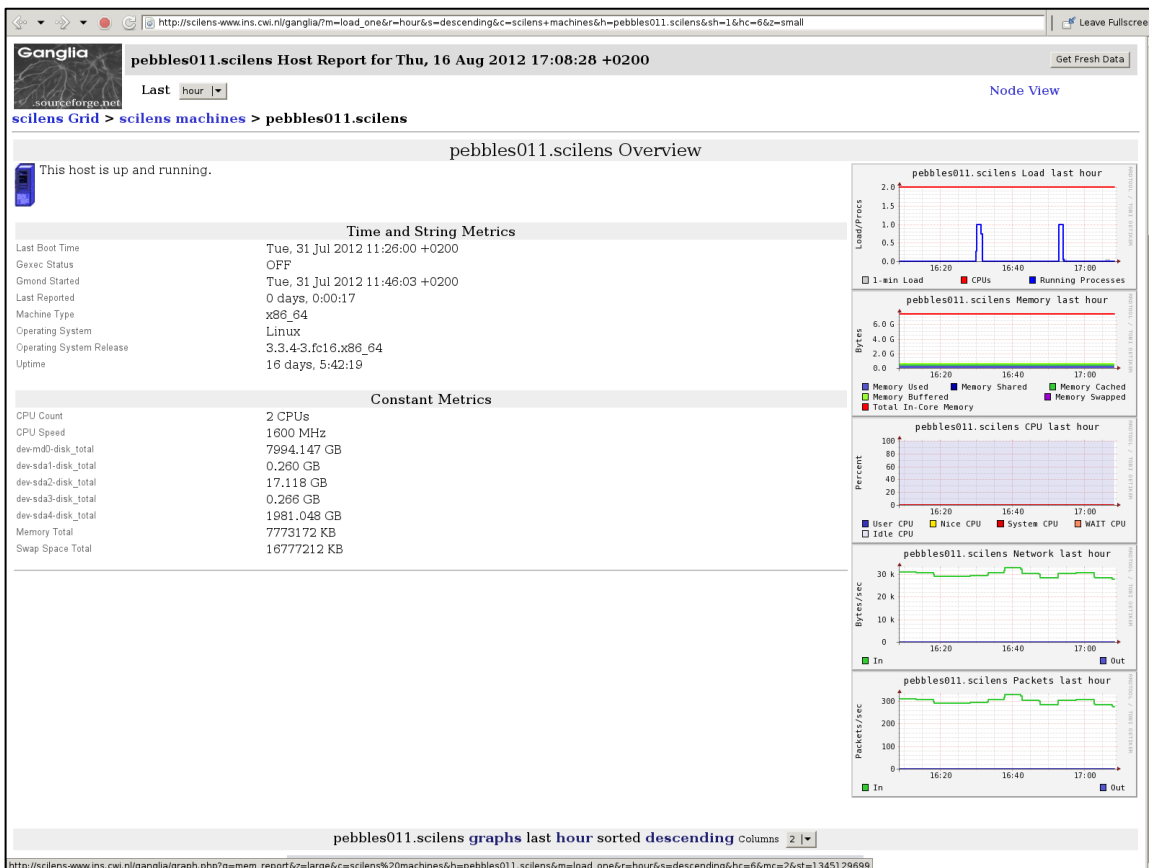 http://scilens-www.ins.cwi.nl/ganglia/?m=load_one&r=hour&s=descending&c=scilens+machines&h=pebbles011.scilens&sh=1&hc=6&z=small
Leave Fullscree
Ganglia
.sourceforge.net
pebbles011.scilens Host Report for Thu, 16 Aug 2012 17:08:28 +0200
Get Fresh Data
Last hour
Node View
scilens Grid > scilens machines > pebbles011.scilens
pebbles011.scilens Overview
This host is up and running.
Time and String Metrics
Last Boot Time Tue, 31 Jul 2012 11:26:00 +0200
Gexec Status OFF
Gmond Started Tue, 31 Jul 2012 11:46:03 +0200
Last Reported 0 days, 0:00:17
Machine Type x86_64
Operating System Linux
Operating System Release 3.3.4-3.fc16.x86_64
Uptime 16 days, 5:42:19
Constant Metrics
CPU Count 2 CPUs
CPU Speed 1600 MHz
dev-md0-disk_total 7994.147 GB
dev-sda1-disk_total 0.260 GB
dev-sda2-disk_total 17.118 GB
dev-sda3-disk_total 0.266 GB
dev-sda4-disk_total 1981.048 GB
Memory Total 7773172 KB
Swap Space Total 16777212 KB
pebbles011.scilens Load last hour
Load/Procs
2.0
1.5
1.0
0.5
0.0
16:20 16:40 17:00
1-min Load CPUs Running Processes
RRDTOOL / TOBI OETIKER
pebbles011.scilens Memory last hour
Bytes
6.0 G
4.0 G
2.0 G
0.0
16:20 16:40 17:00
Memory Used Memory Shared Memory Cached
Memory Buffered Memory Swapped
Total In-Core Memory
RRDTOOL / TOBI OETIKER
pebbles011.scilens CPU last hour
Percent
100
80
60
40
20
0
16:20 16:40 17:00
User CPU Nice CPU System CPU WAIT CPU
Idle CPU
RRDTOOL / TOBI OETIKER
pebbles011.scilens Network last hour
Bytes/sec
30 k
20 k
10 k
0
16:20 16:40 17:00
In Out
RRDTOOL / TOBI OETIKER
pebbles011.scilens Packets last hour
Packets/sec
300
200
100
0
16:20 16:40 17:00
In Out
RRDTOOL / TOBI OETIKER
pebbles011.scilens graphs last hour sorted descending Columns 2
http://scilens-www.ins.cwi.nl/ganglia/graph.php?g=mem_report&z=large&c=scilens%20machines&h=pebbles011.scilens&m=load_one&r=hour&s=descending&hc=6&mc=2&st=1345129699